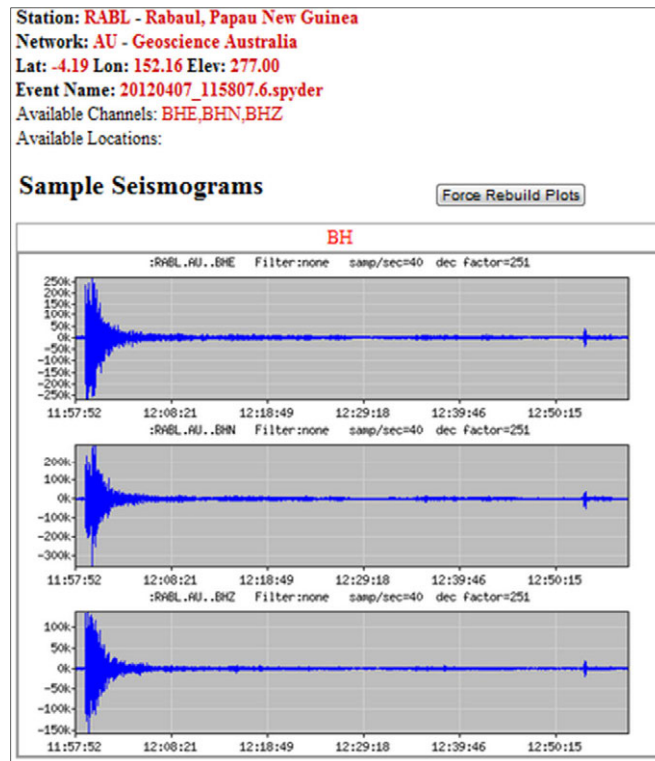 Station: RABL - Rabaul, Papau New Guinea
Network: AU - Geoscience Australia
Lat: -4.19 Lon: 152.16 Elev: 277.00
Event Name: 20120407_115807.6.spyder
Available Channels: BHE,BHN,BHZ
Available Locations:
Sample Seismograms
Force Rebuild Plots
BH
:RABL.AU..BHE Filter:none samp/sec=40 dec factor=251
250k
200k
150k
100k
50k
0k
-50k
-100k
-150k
-200k
-250k
11:57:52 12:08:21 12:18:49 12:29:18 12:39:46 12:50:15
:RABL.AU..BHN Filter:none samp/sec=40 dec factor=251
200k
100k
0k
-100k
-200k
-300k
11:57:52 12:08:21 12:18:49 12:29:18 12:39:46 12:50:15
:RABL.AU..BHZ Filter:none samp/sec=40 dec factor=251
100k
50k
0k
-50k
-100k
-150k
11:57:52 12:08:21 12:18:49 12:29:18 12:39:46 12:50:15